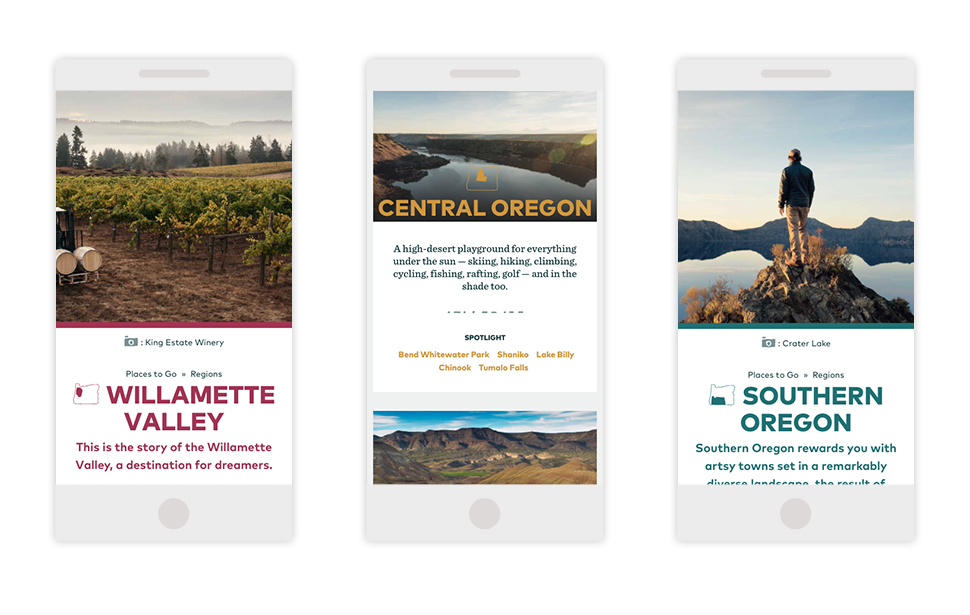 : King Estate Winery
Places to Go » Regions
WILLAMETTE
VALLEY
This is the story of the Willamette
Valley, a destination for dreamers.
CENTRAL OREGON
A high-desert playground for everything
under the sun — skiing, hiking, climbing,
cycling, fishing, rafting, golf — and in the
shade too.
SPOTLIGHT
Bend Whitewater Park Shaniko Lake Billy
Chinook Tumalo Falls
: Crater Lake
Places to Go » Regions
SOUTHERN
OREGON
Southern Oregon rewards you with
artsy towns set in a remarkably
diverse landscape, the result of